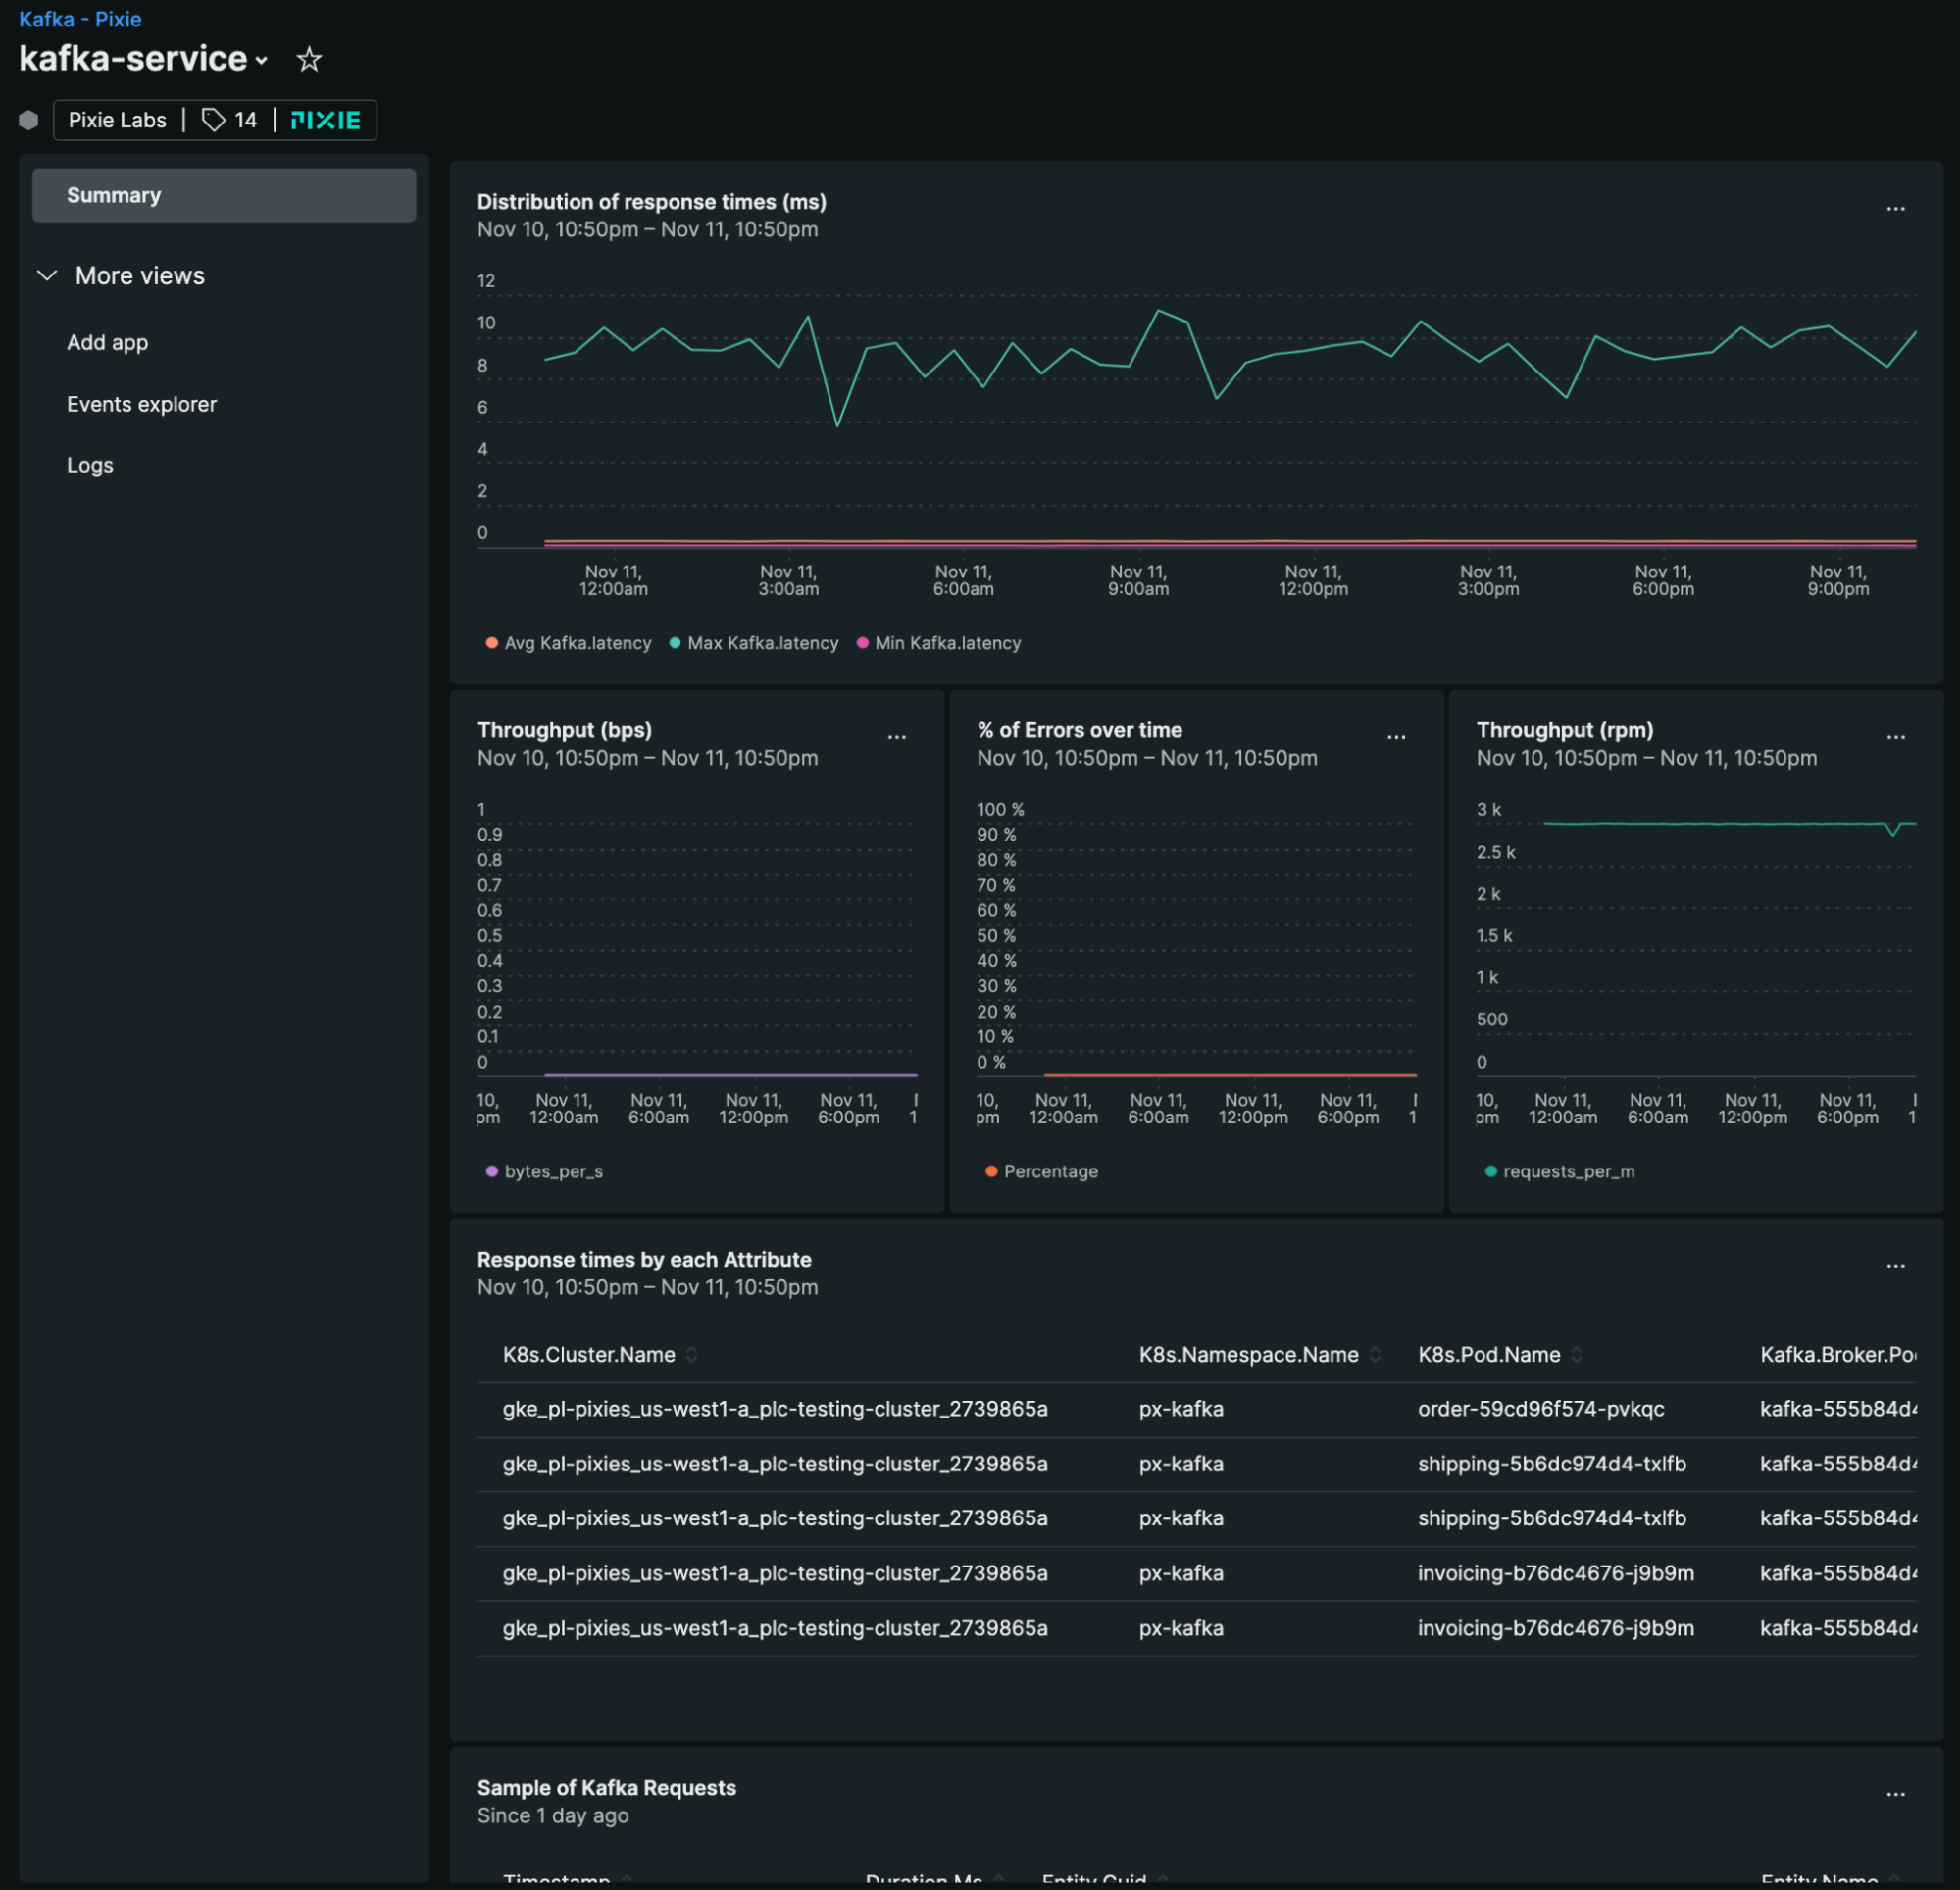 Kafka - Pixie
kafka-service
Pixie Labs | 14 | PIXIE
Summary
More views
Add app
Events explorer
Logs
Distribution of response times (ms)
Nov 10, 10:50pm – Nov 11, 10:50pm
12
10
8
6
4
2
0
Nov 11, Nov 11, Nov 11, Nov 11, Nov 11, Nov 11, Nov 11, Nov 11,
12:00am 3:00am 6:00am 9:00am 12:00pm 3:00pm 6:00pm 9:00pm
Avg Kafka.latency Max Kafka.latency Min Kafka.latency
Throughput (bps)
Nov 10, 10:50pm – Nov 11, 10:50pm
1
0.9
0.8
0.7
0.6
0.5
0.4
0.3
0.2
0.1
0
10, Nov 11, Nov 11, Nov 11, Nov 11,
pm 12:00am 6:00am 12:00pm 6:00pm 1
bytes_per_s
% of Errors over time
Nov 10, 10:50pm – Nov 11, 10:50pm
100 %
90 %
80 %
70 %
60 %
50 %
40 %
30 %
20 %
10 %
0 %
10, Nov 11, Nov 11, Nov 11, Nov 11,
pm 12:00am 6:00am 12:00pm 6:00pm 1
Percentage
Throughput (rpm)
Nov 10, 10:50pm – Nov 11, 10:50pm
3 k
2.5 k
2 k
1.5 k
1 k
500
0
10, Nov 11, Nov 11, Nov 11, Nov 11,
pm 12:00am 6:00am 12:00pm 6:00pm 1
requests_per_m
Response times by each Attribute
Nov 10, 10:50pm – Nov 11, 10:50pm
K8s.Cluster.Name K8s.Namespace.Name K8s.Pod.Name Kafka.Broker.Po
gke_pl-pixies_us-west1-a_plc-testing-cluster_2739865a px-kafka order-59cd96f574-pvkqc kafka-555b84d4
gke_pl-pixies_us-west1-a_plc-testing-cluster_2739865a px-kafka shipping-5b6dc974d4-txlfb kafka-555b84d4
gke_pl-pixies_us-west1-a_plc-testing-cluster_2739865a px-kafka shipping-5b6dc974d4-txlfb kafka-555b84d4
gke_pl-pixies_us-west1-a_plc-testing-cluster_2739865a px-kafka invoicing-b76dc4676-j9b9m kafka-555b84d4
gke_pl-pixies_us-west1-a_plc-testing-cluster_2739865a px-kafka invoicing-b76dc4676-j9b9m kafka-555b84d4
Sample of Kafka Requests
Since 1 day ago
Timestamp Duration Ms Entity Guid Entity Name